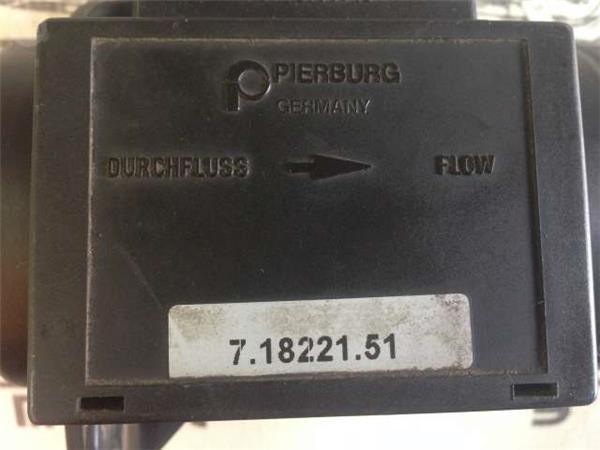 PIERBURG
GERMANY
DURCHFLUSS FLOW
7.18221.51